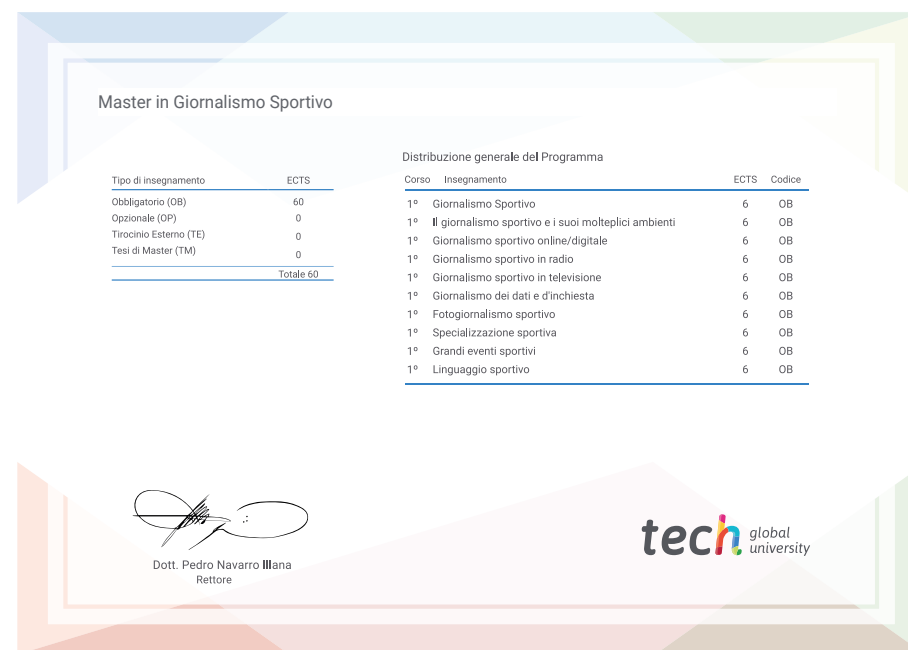 Master in Giornalismo Sportivo
Distribuzione generale del Programma
Tipo di insegnamento ECTS
Obbligatorio (OB) 60
Opzionale (OP) 0
Tirocinio Esterno (TE) 0
Tesi di Master (TM) 0
Totale 60
Corso Insegnamento ECTS Codice
1º Giornalismo Sportivo 6 OB
1º Il giornalismo sportivo e i suoi molteplici ambienti 6 OB
1º Giornalismo sportivo online/digitale 6 OB
1º Giornalismo sportivo in radio 6 OB
1º Giornalismo sportivo in televisione 6 OB
1º Giornalismo dei dati e d'inchiesta 6 OB
1º Fotogiornalismo sportivo 6 OB
1º Specializzazione sportiva 6 OB
1º Grandi eventi sportivi 6 OB
1º Linguaggio sportivo 6 OB
Dott. Pedro Navarro Illana
Rettore
tech global university